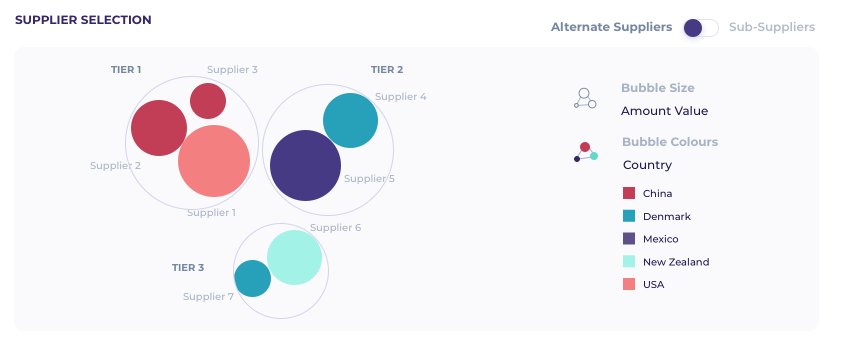 SUPPLIER SELECTION
Alternate Suppliers
Sub-Suppliers
TIER 1
Supplier 3
TIER 2
Supplier 4
Supplier 2
Supplier 5
Supplier 1
Supplier 6
TIER 3
Supplier 7
Bubble Size
Amount Value
Bubble Colours
Country
China
Denmark
Mexico
New Zealand
USA